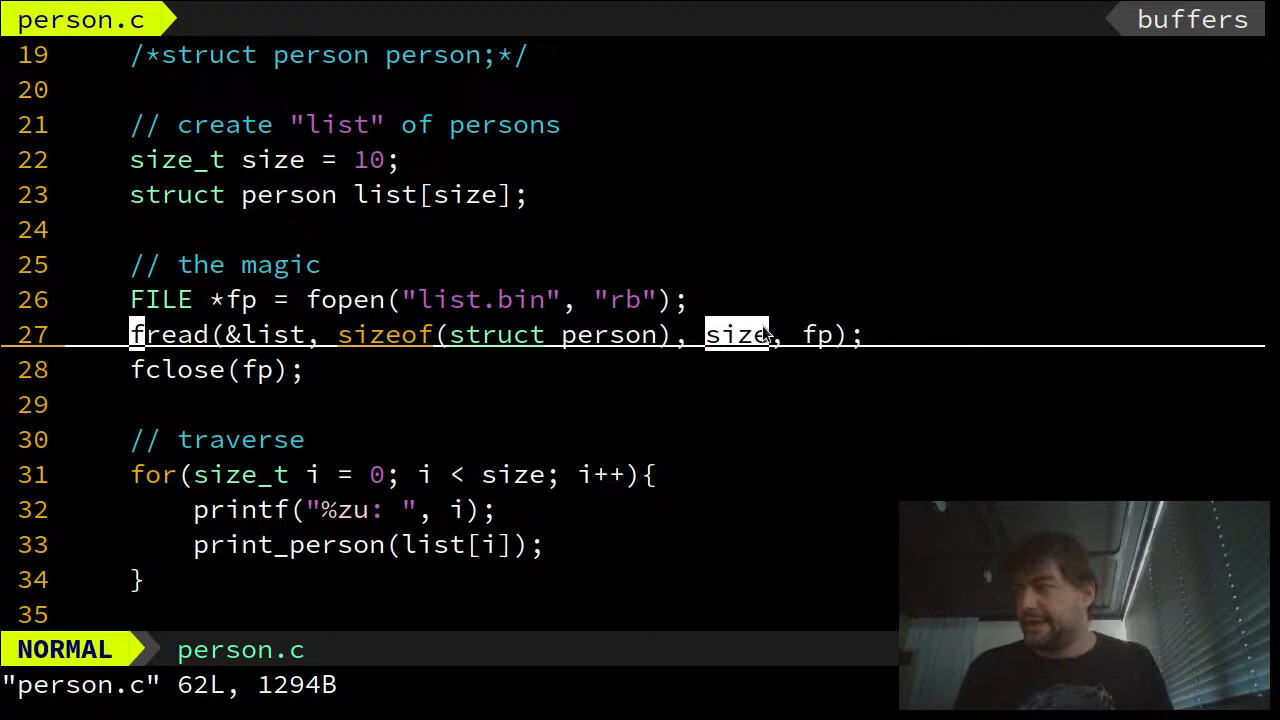 person.c buffers
19 /*struct person person;*/
20
21 // create "list" of persons
22 size_t size = 10;
23 struct person list[size];
24
25 // the magic
26 FILE *fp = fopen("list.bin", "rb");
27 fread(&list, sizeof(struct person), size, fp);
28 fclose(fp);
29
30 // traverse
31 for(size_t i = 0; i < size; i++){
32 printf("%zu: ", i);
33 print_person(list[i]);
34 }
35
NORMAL person.c
"person.c" 62L, 1294B